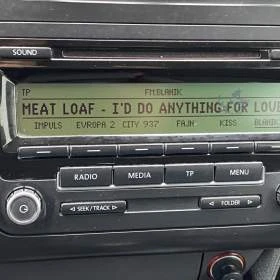 SOUND
TP FM:BLANIK
MEAT LOAF - I'D DO ANYTHING FOR LOVE
IMPULS EVROPA 2 CITY 937 FAJN KISS BLANIK
RADIO MEDIA TP MENU
SEEK/TRACK FOLDER